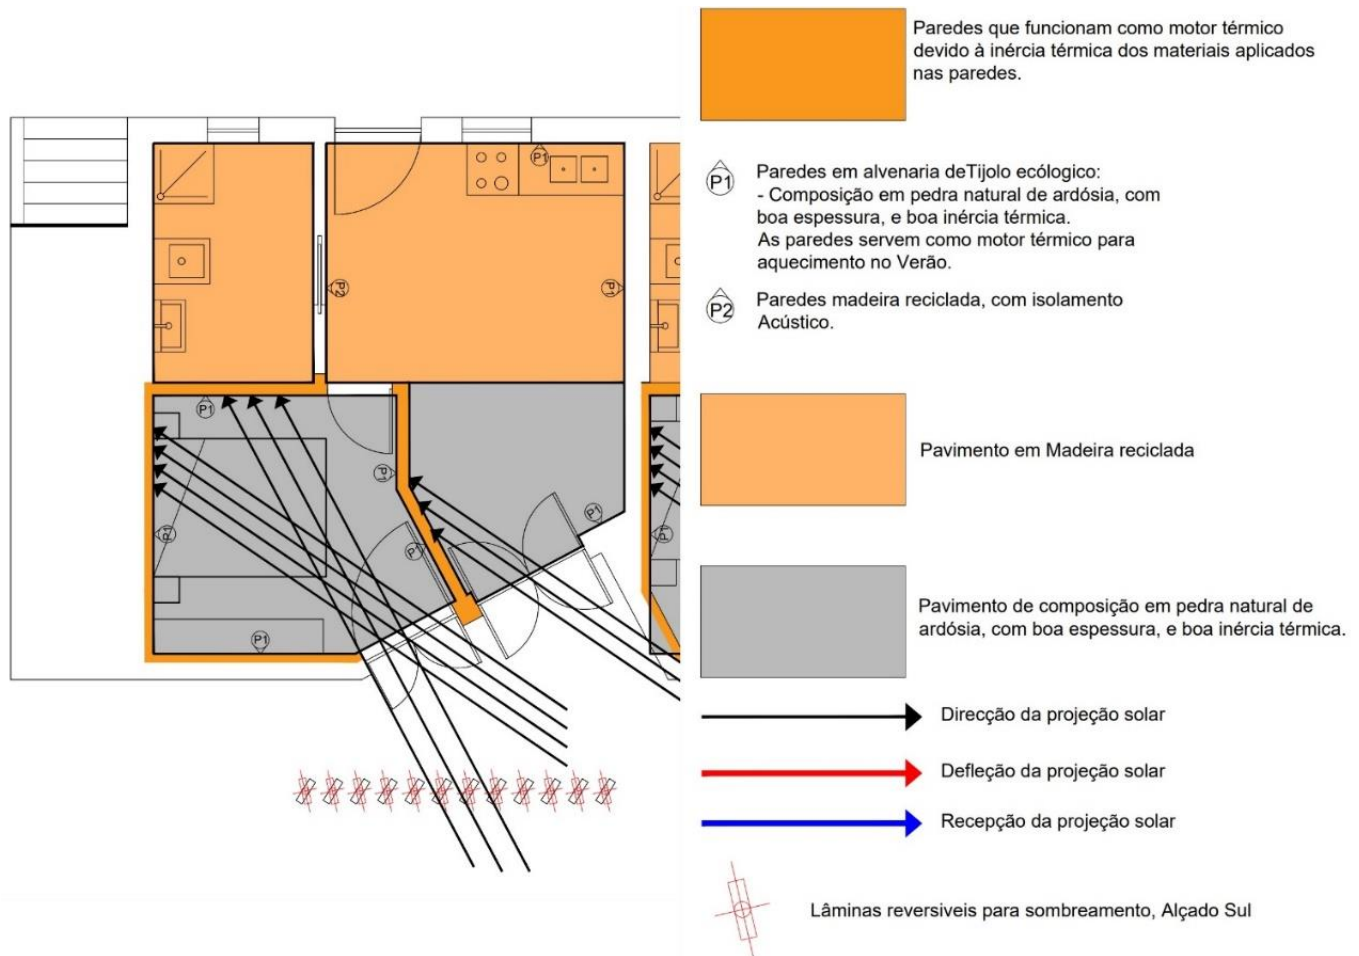 Paredes que funcionam como motor térmico
devido à inércia térmica dos materiais aplicados
nas paredes.
P1
Paredes em alvenaria deTijolo ecólogico:
- Composição em pedra natural de ardósia, com
boa espessura, e boa inércia térmica.
As paredes servem como motor térmico para
aquecimento no Verão.
P2
Paredes madeira reciclada, com isolamento
Acústico.
Pavimento em Madeira reciclada
Pavimento de composição em pedra natural de
ardósia, com boa espessura, e boa inércia térmica.
Direcção da projeção solar
Defleção da projeção solar
Recepção da projeção solar
Lâminas reversiveis para sombreamento, Alçado Sul
P1
P2
P1
P1
P1
P1
P1
P1
P1
P1